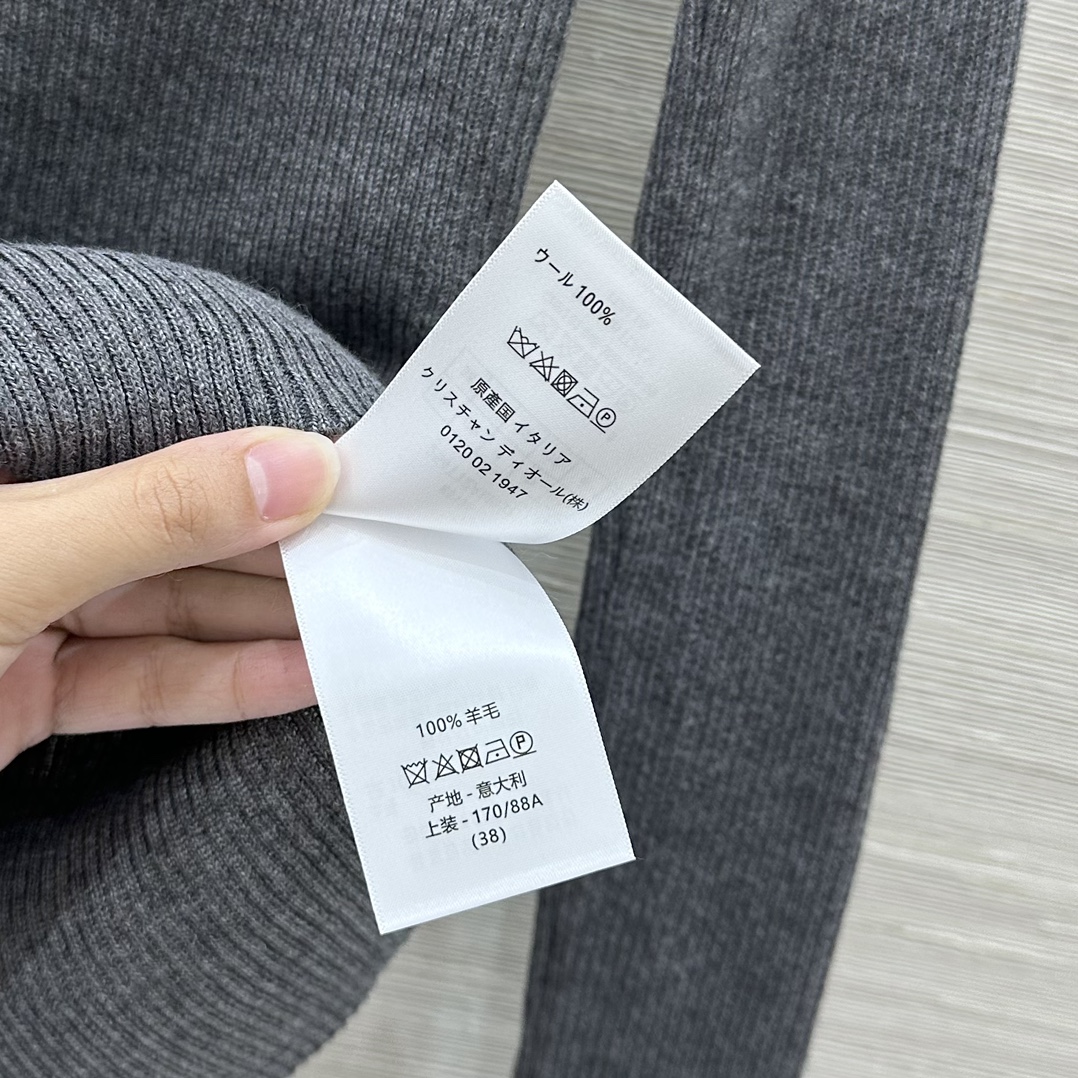 ウール 100%
原産国 イタリア
クリスチャン ディオール(株)
0120 02 1947
100% 羊毛
P
产地 - 意大利
上装 - 170/88A
(38)